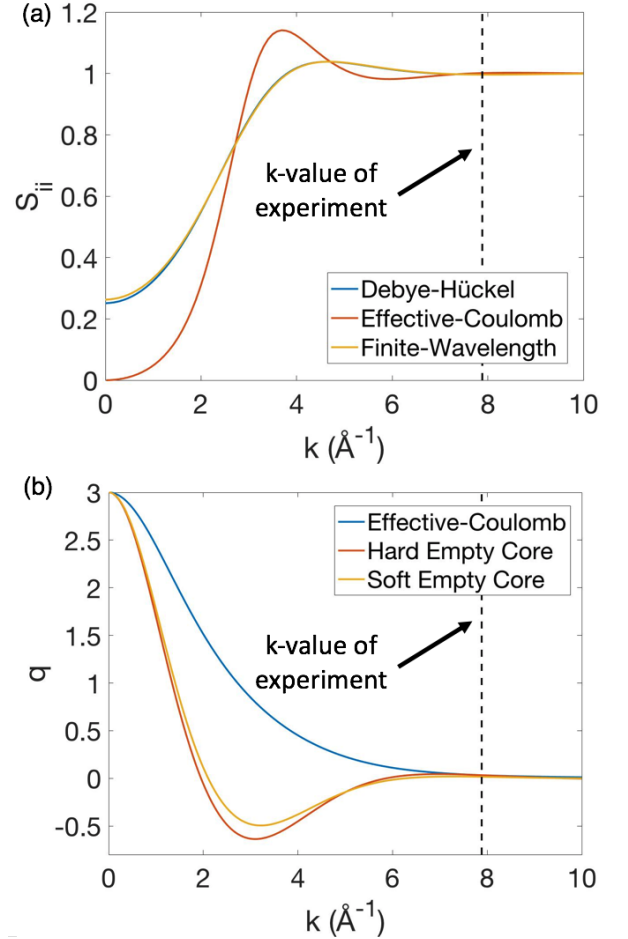 (a)
1.2
1
0.8
0.6
0.4
0.2
0
S_ii
k-value of
experiment
Debye-Hückel
Effective-Coulomb
Finite-Wavelength
0 2 4 6 8 10
k (Å⁻¹)
(b)
3
2.5
2
1.5
1
0.5
0
-0.5
q
Effective-Coulomb
Hard Empty Core
Soft Empty Core
k-value of
experiment
0 2 4 6 8 10
k (Å⁻¹)